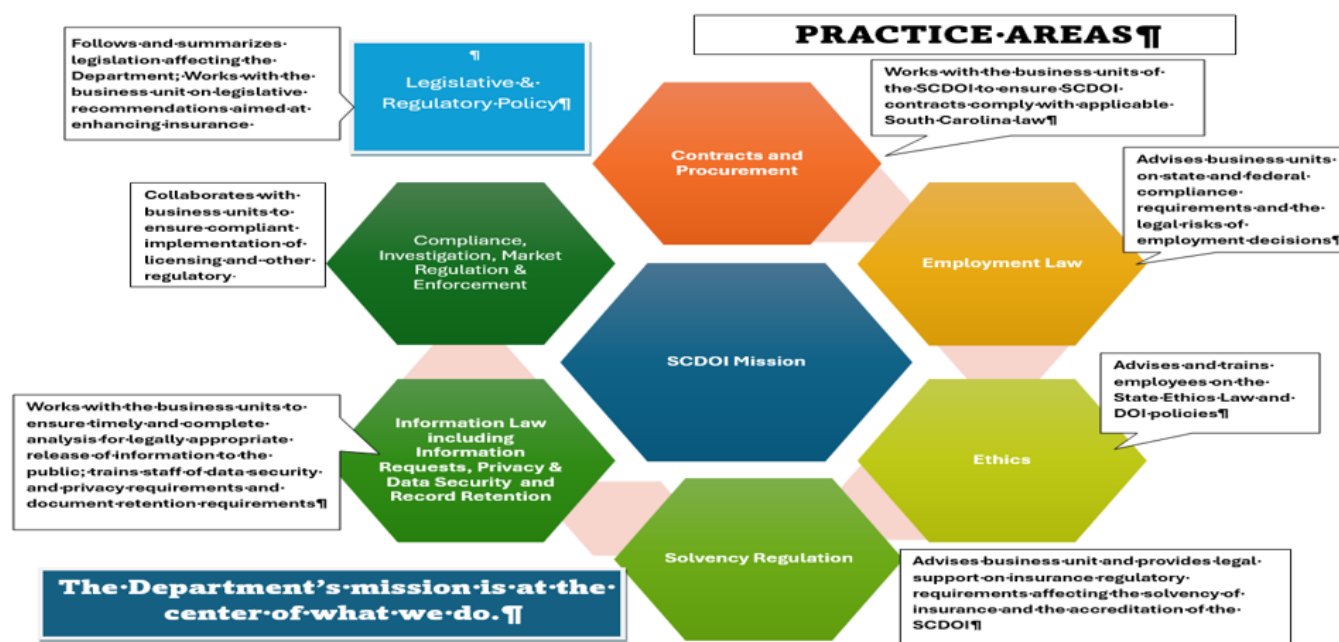 PRACTICE·AREAS¶
Follows·and·summarizes·
legislation·affecting·the·
Department;·Works·with·the·
business·unit·on·legislative·
recommendations·aimed·at·
enhancing·insurance·
¶
Legislative·&·
Regulatory·Policy¶
Works·with·the·business·units·of·
the·SCDOI·to·ensure·SCDOI·
contracts·comply·with·applicable·
South·Carolina·law¶
Contracts and
Procurement
Advises·business·units·
on·state·and·federal·
compliance·
requirements·and·the·
legal·risks·of·
employment·decisions¶
Collaborates·with·
business·units·to·
ensure·compliant·
implementation·of·
licensing·and·other·
regulatory·
Compliance,
Investigation, Market
Regulation &
Enforcement
Employment Law
SCDOI Mission
Advises·and·trains·
employees·on·the·
State·Ethics·Law·and·
DOI·policies¶
Works·with·the·business·units·to·
ensure·timely·and·complete·
analysis·for·legally·appropriate·
release·of·information·to·the·
public;·trains·staff·of·data·security·
and·privacy·requirements·and·
document·retention·requirements¶
Information Law
including
Information
Requests, Privacy &
Data Security and
Record Retention
Ethics
Solvency Regulation
Advises·business·unit·and·provides·legal·
support·on·insurance·regulatory·
requirements·affecting·the·solvency·of·
insurance·and·the·accreditation·of·the·
SCDOI¶
The·Department's·mission·is·at·the·
center·of·what·we·do.¶